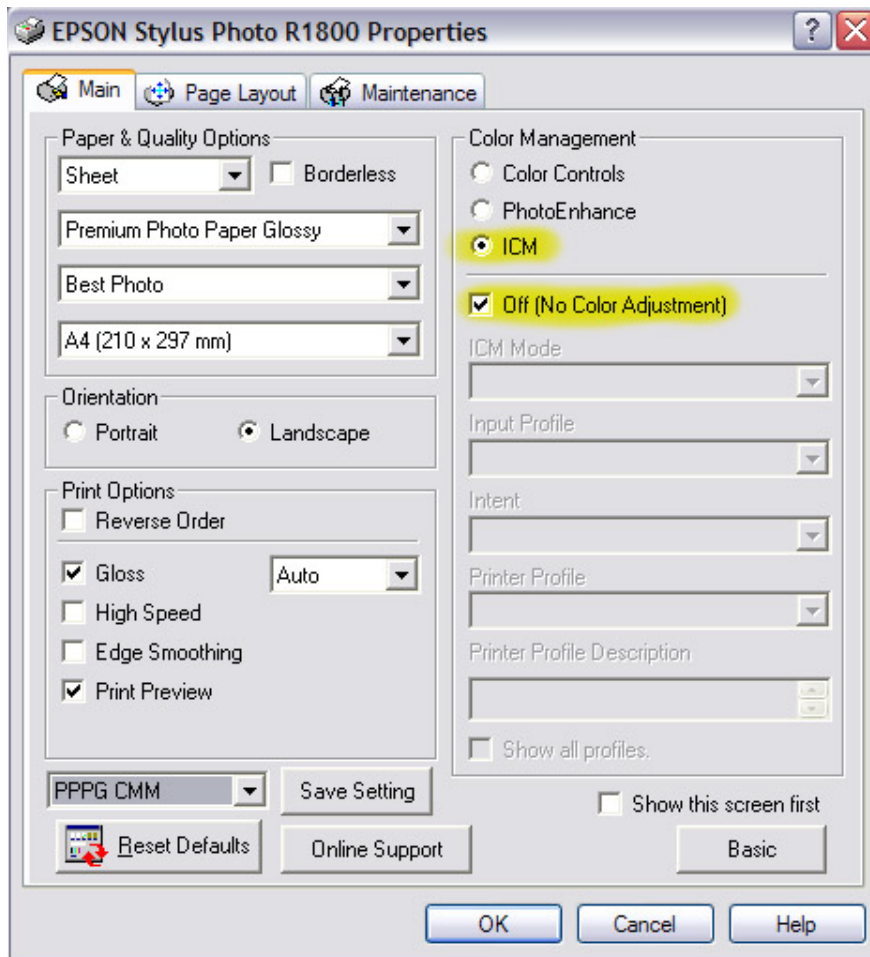 EPSON Stylus Photo R1800 Properties
?
Main
Page Layout
Maintenance
Paper & Quality Options
Sheet
Borderless
Premium Photo Paper Glossy
Best Photo
A4 (210 x 297 mm)
Orientation
Portrait
Landscape
Print Options
Reverse Order
Gloss
Auto
High Speed
Edge Smoothing
Print Preview
PPPG CMM
Save Setting
Reset Defaults
Online Support
Color Management
Color Controls
PhotoEnhance
ICM
Off (No Color Adjustment)
ICM Mode
Input Profile
Intent
Printer Profile
Printer Profile Description
Show all profiles.
Show this screen first
Basic
OK
Cancel
Help